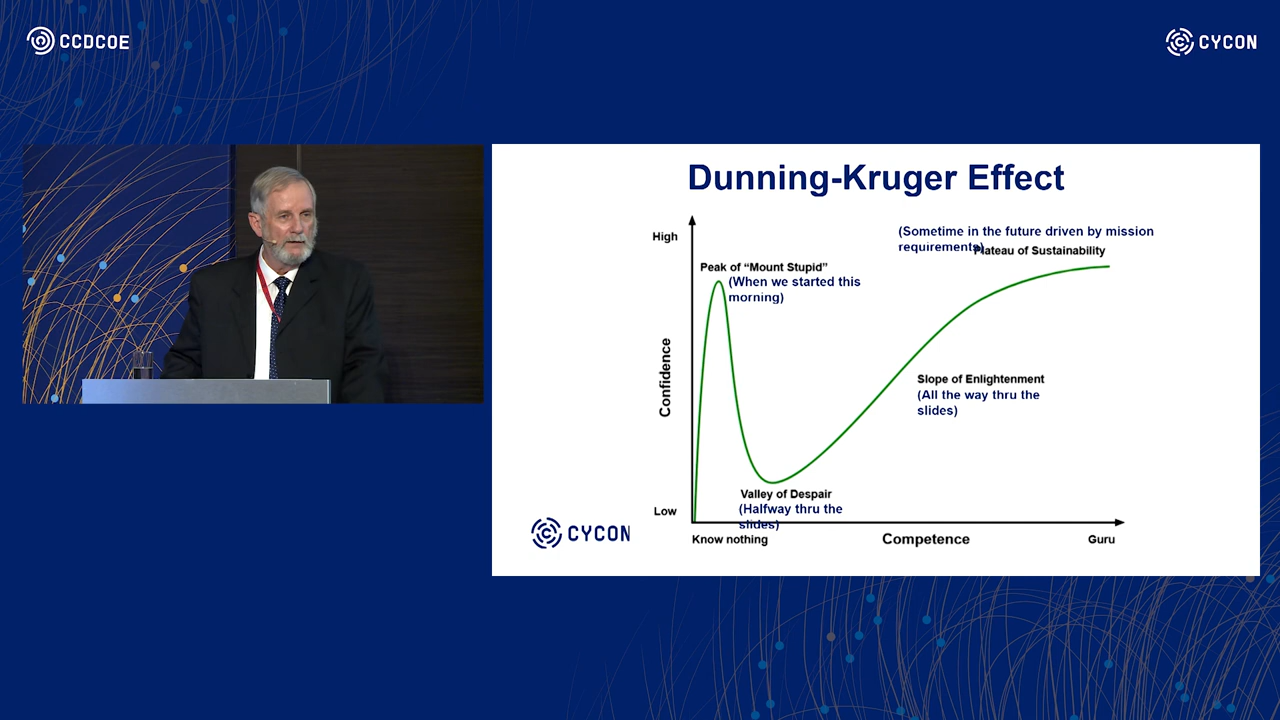 CCDCOE
CYCON
Dunning-Kruger Effect
High
(Sometime in the future driven by mission
requirements)
Plateau of Sustainability
Peak of “Mount Stupid”
(When we started this
morning)
Confidence
Slope of Enlightenment
(All the way thru the
slides)
Valley of Despair
(Halfway thru the
slides)
Low
CYCON
Know nothing
Competence
Guru